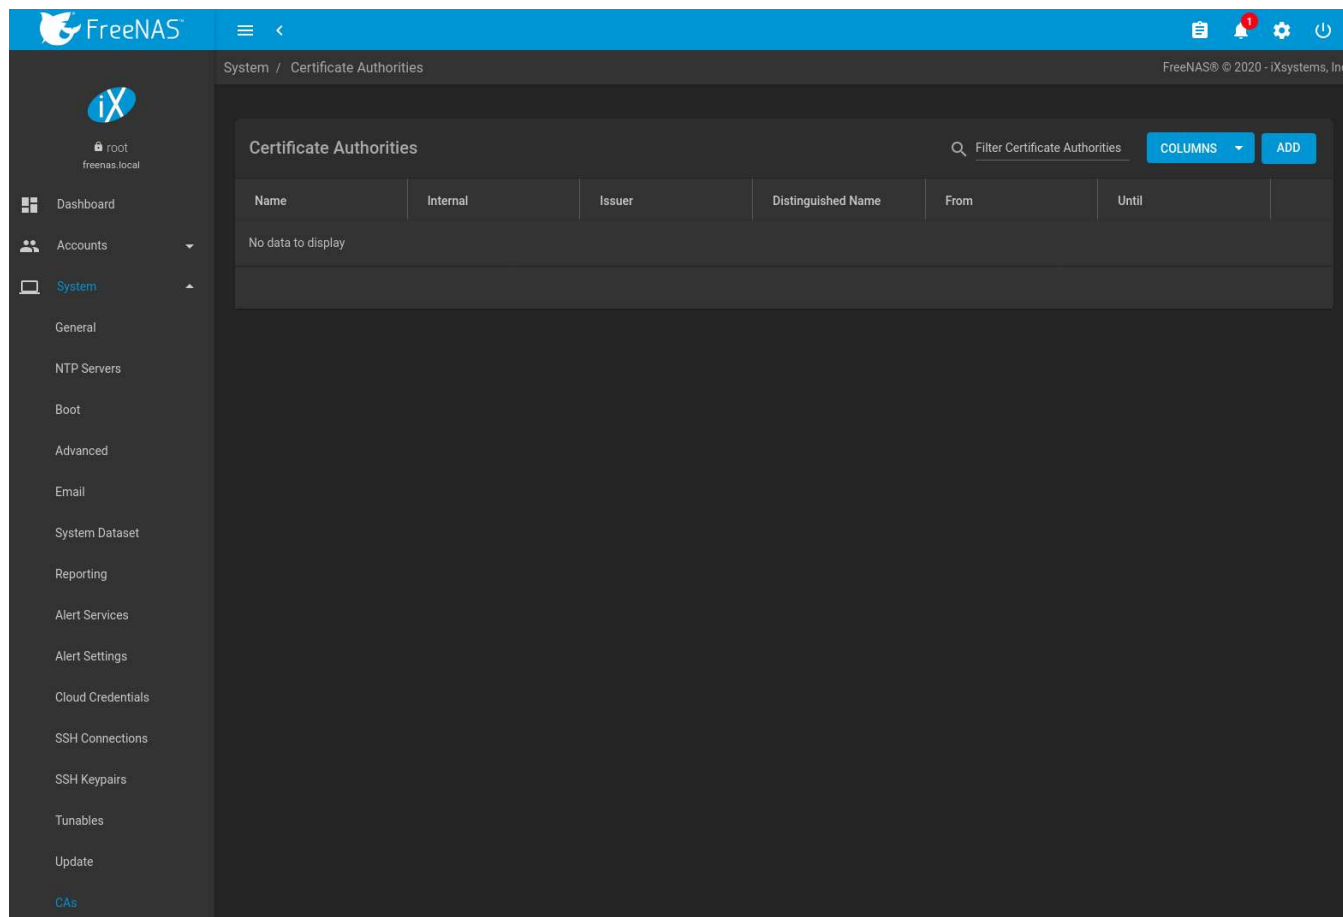 FreeNAS™
1
System / Certificate Authorities
FreeNAS® © 2020 - iXsystems, Inc
iX
root
freenas.local
Dashboard
Accounts
System
General
NTP Servers
Boot
Advanced
Email
System Dataset
Reporting
Alert Services
Alert Settings
Cloud Credentials
SSH Connections
SSH Keypairs
Tunables
Update
CAs
Certificate Authorities
Filter Certificate Authorities
COLUMNS
ADD
Name Internal Issuer Distinguished Name From Until
No data to display